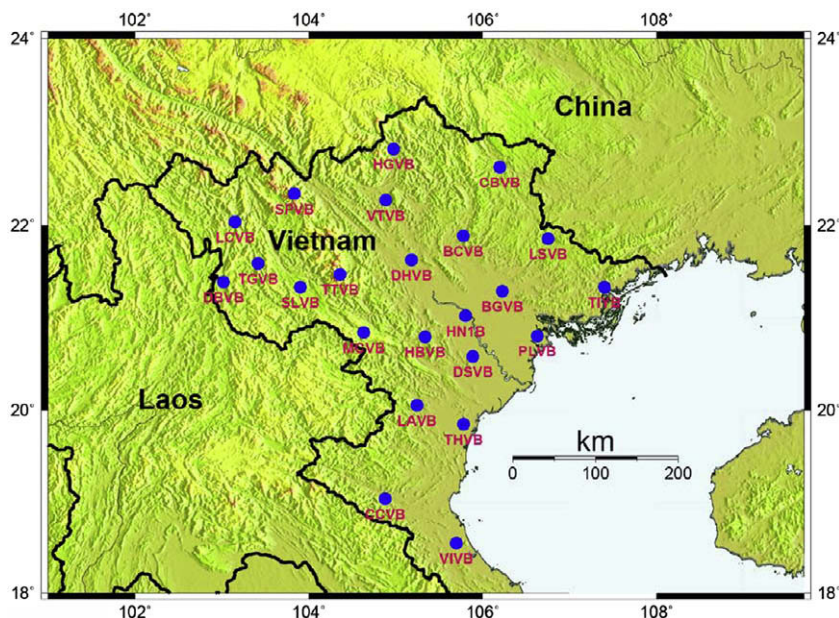 102 104 106 108
24° 24°
China
HGVB
CBVB
SPVB
VTVB
22° 22°
LCVB
Vietnam
BCVB
LSVB
DHVB
TGVB
TTVB
DBVB
SLVB
BGVB
TIVB
HN1B
MCVB
HBVB
PLVB
DSVB
Laos
20° 20°
LAVB
THVB
km
0 100 200
CCVB
VIVB
18° 18°
102 104 106 108